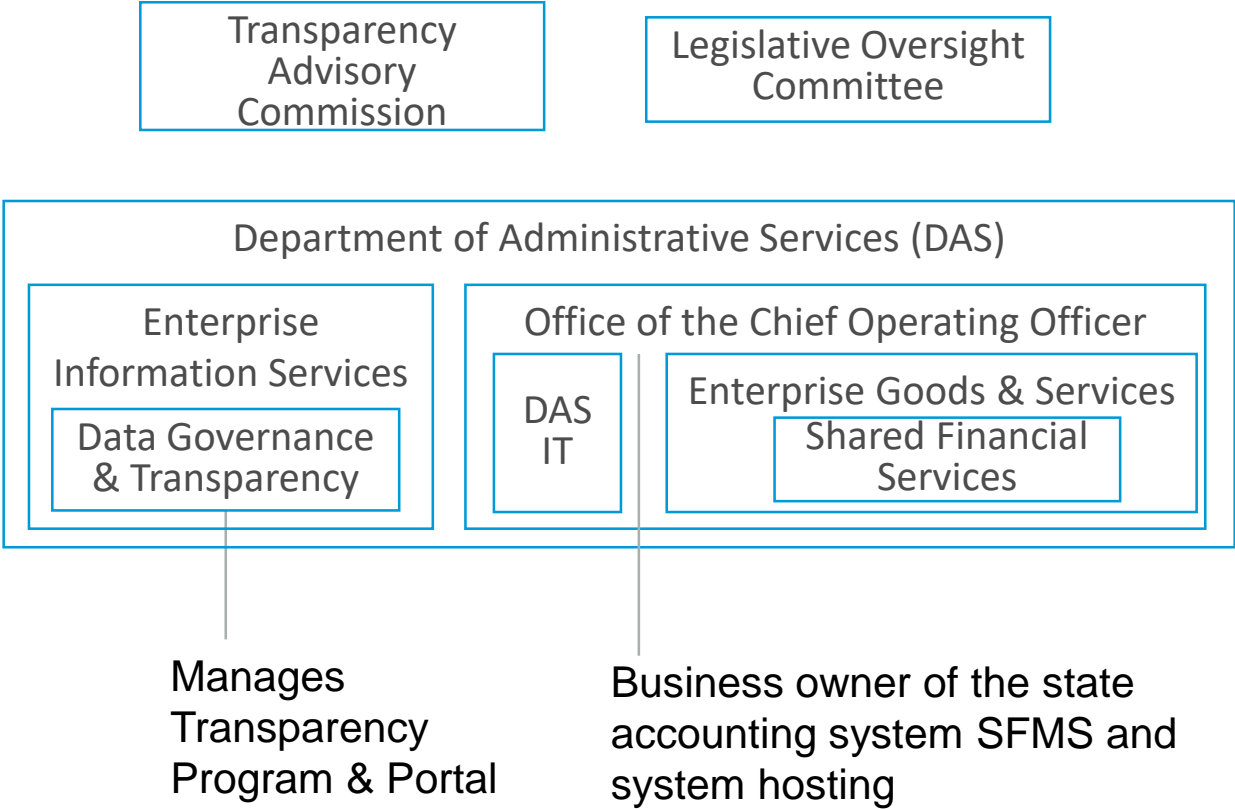 Transparency
Advisory
Commission
Legislative Oversight
Committee
Department of Administrative Services (DAS)
Enterprise
Information Services
Data Governance
& Transparency
Office of the Chief Operating Officer
DAS
IT
Enterprise Goods & Services
Shared Financial
Services
Manages
Transparency
Program & Portal
Business owner of the state
accounting system SFMS and
system hosting